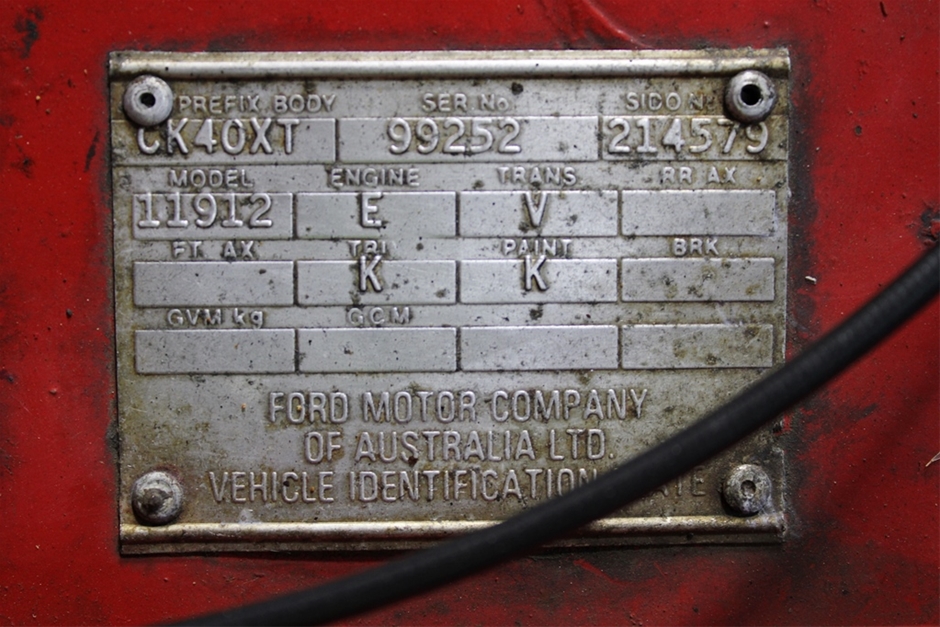 PREFIX BODY SER No. SIDO No
CK40XT 99252 214579
MODEL ENGINE TRANS RR AX
11912 E V
FT AX TRIM PAINT BRK
K K
GVM kg GCM
FORD MOTOR COMPANY
OF AUSTRALIA LTD.
VEHICLE IDENTIFICATION